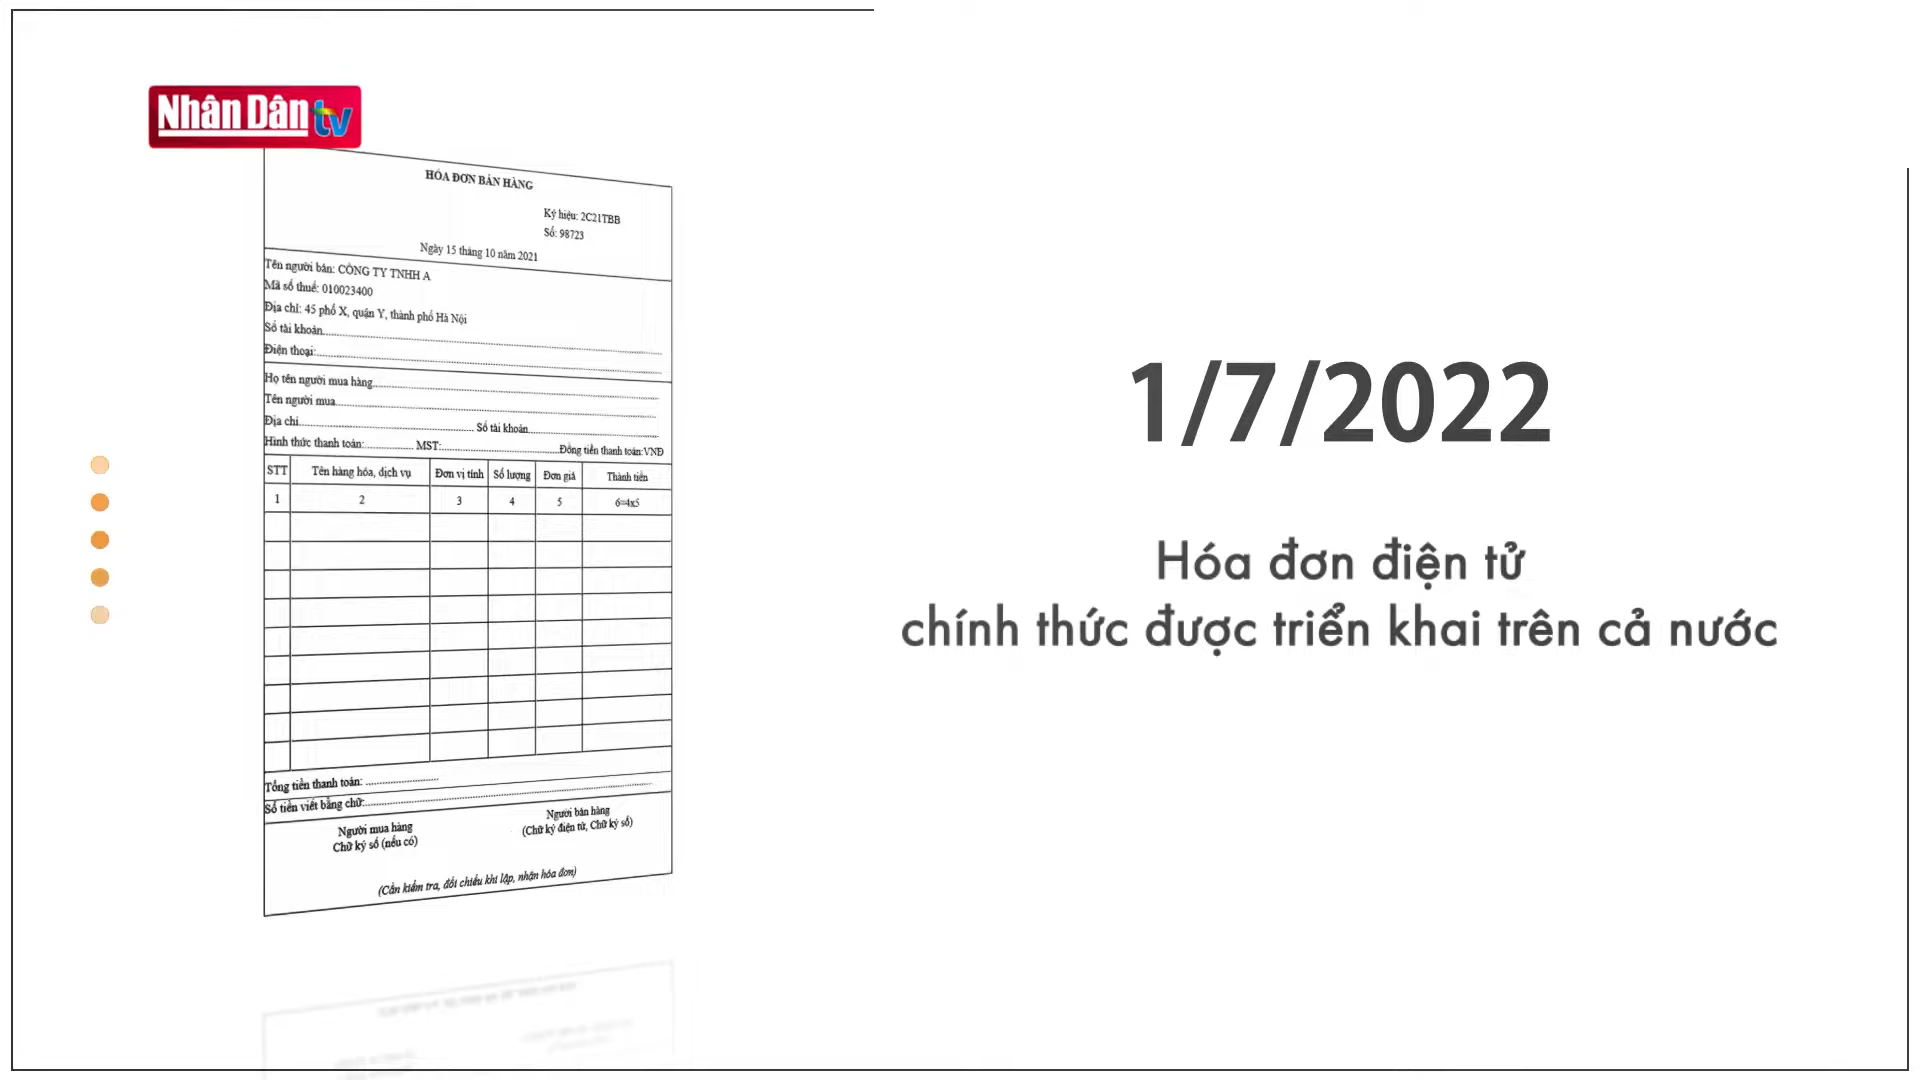 Nhân Dân tv
HÓA ĐƠN BÁN HÀNG
Ký hiệu: 2C21TBB
Số: 98723
Ngày 15 tháng 10 năm 2021
Tên người bán: CÔNG TY TNHH A
Mã số thuế: 010023400
Địa chỉ: 45 phố X, quận Y, thành phố Hà Nội
Số tài khoản
Điện thoại:
Họ tên người mua hàng
Tên người mua
Địa chỉ Số tài khoản
Hình thức thanh toán: MST: Đồng tiền thanh toán:VNĐ
STT Tên hàng hóa, dịch vụ Đơn vị tính Số lượng Đơn giá Thành tiền
1 2 3 4 5 6=4x5
Tổng tiền thanh toán:
Số tiền viết bằng chữ:
Người mua hàng
Chữ ký số (nếu có)
Người bán hàng
(Chữ ký điện tử, Chữ ký số)
(Cần kiểm tra, đối chiếu khi lập, nhận hóa đơn)
1/7/2022
Hóa đơn điện tử
chính thức được triển khai trên cả nước